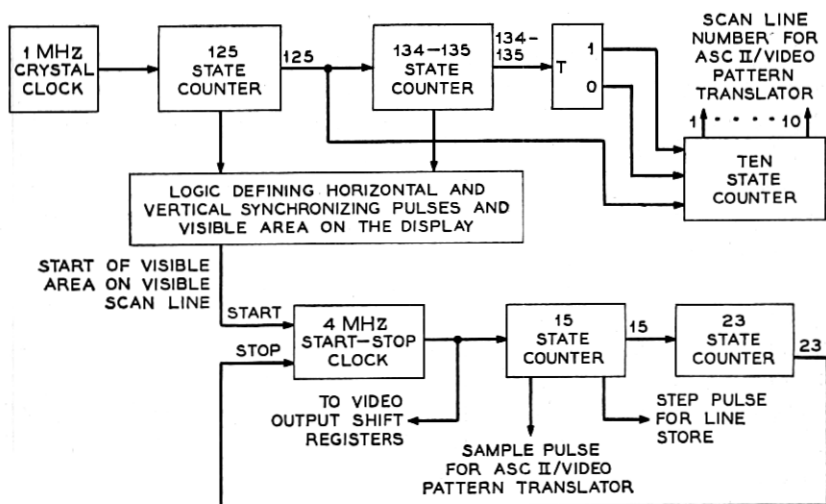 1 MHz
CRYSTAL
CLOCK
125
STATE
COUNTER
125
134–135
STATE
COUNTER
134–
135
T
1
0
SCAN LINE
NUMBER FOR
ASC II/VIDEO
PATTERN
TRANSLATOR
1 · · · · 10
TEN
STATE
COUNTER
LOGIC DEFINING HORIZONTAL AND
VERTICAL SYNCHRONIZING PULSES AND
VISIBLE AREA ON THE DISPLAY
START OF VISIBLE
AREA ON VISIBLE
SCAN LINE
START
STOP
4 MHz
START–STOP
CLOCK
15
STATE
COUNTER
15
23
STATE
COUNTER
23
TO VIDEO
OUTPUT SHIFT
REGISTERS
SAMPLE PULSE
FOR ASC II/VIDEO
PATTERN TRANSLATOR
STEP PULSE
FOR LINE
STORE